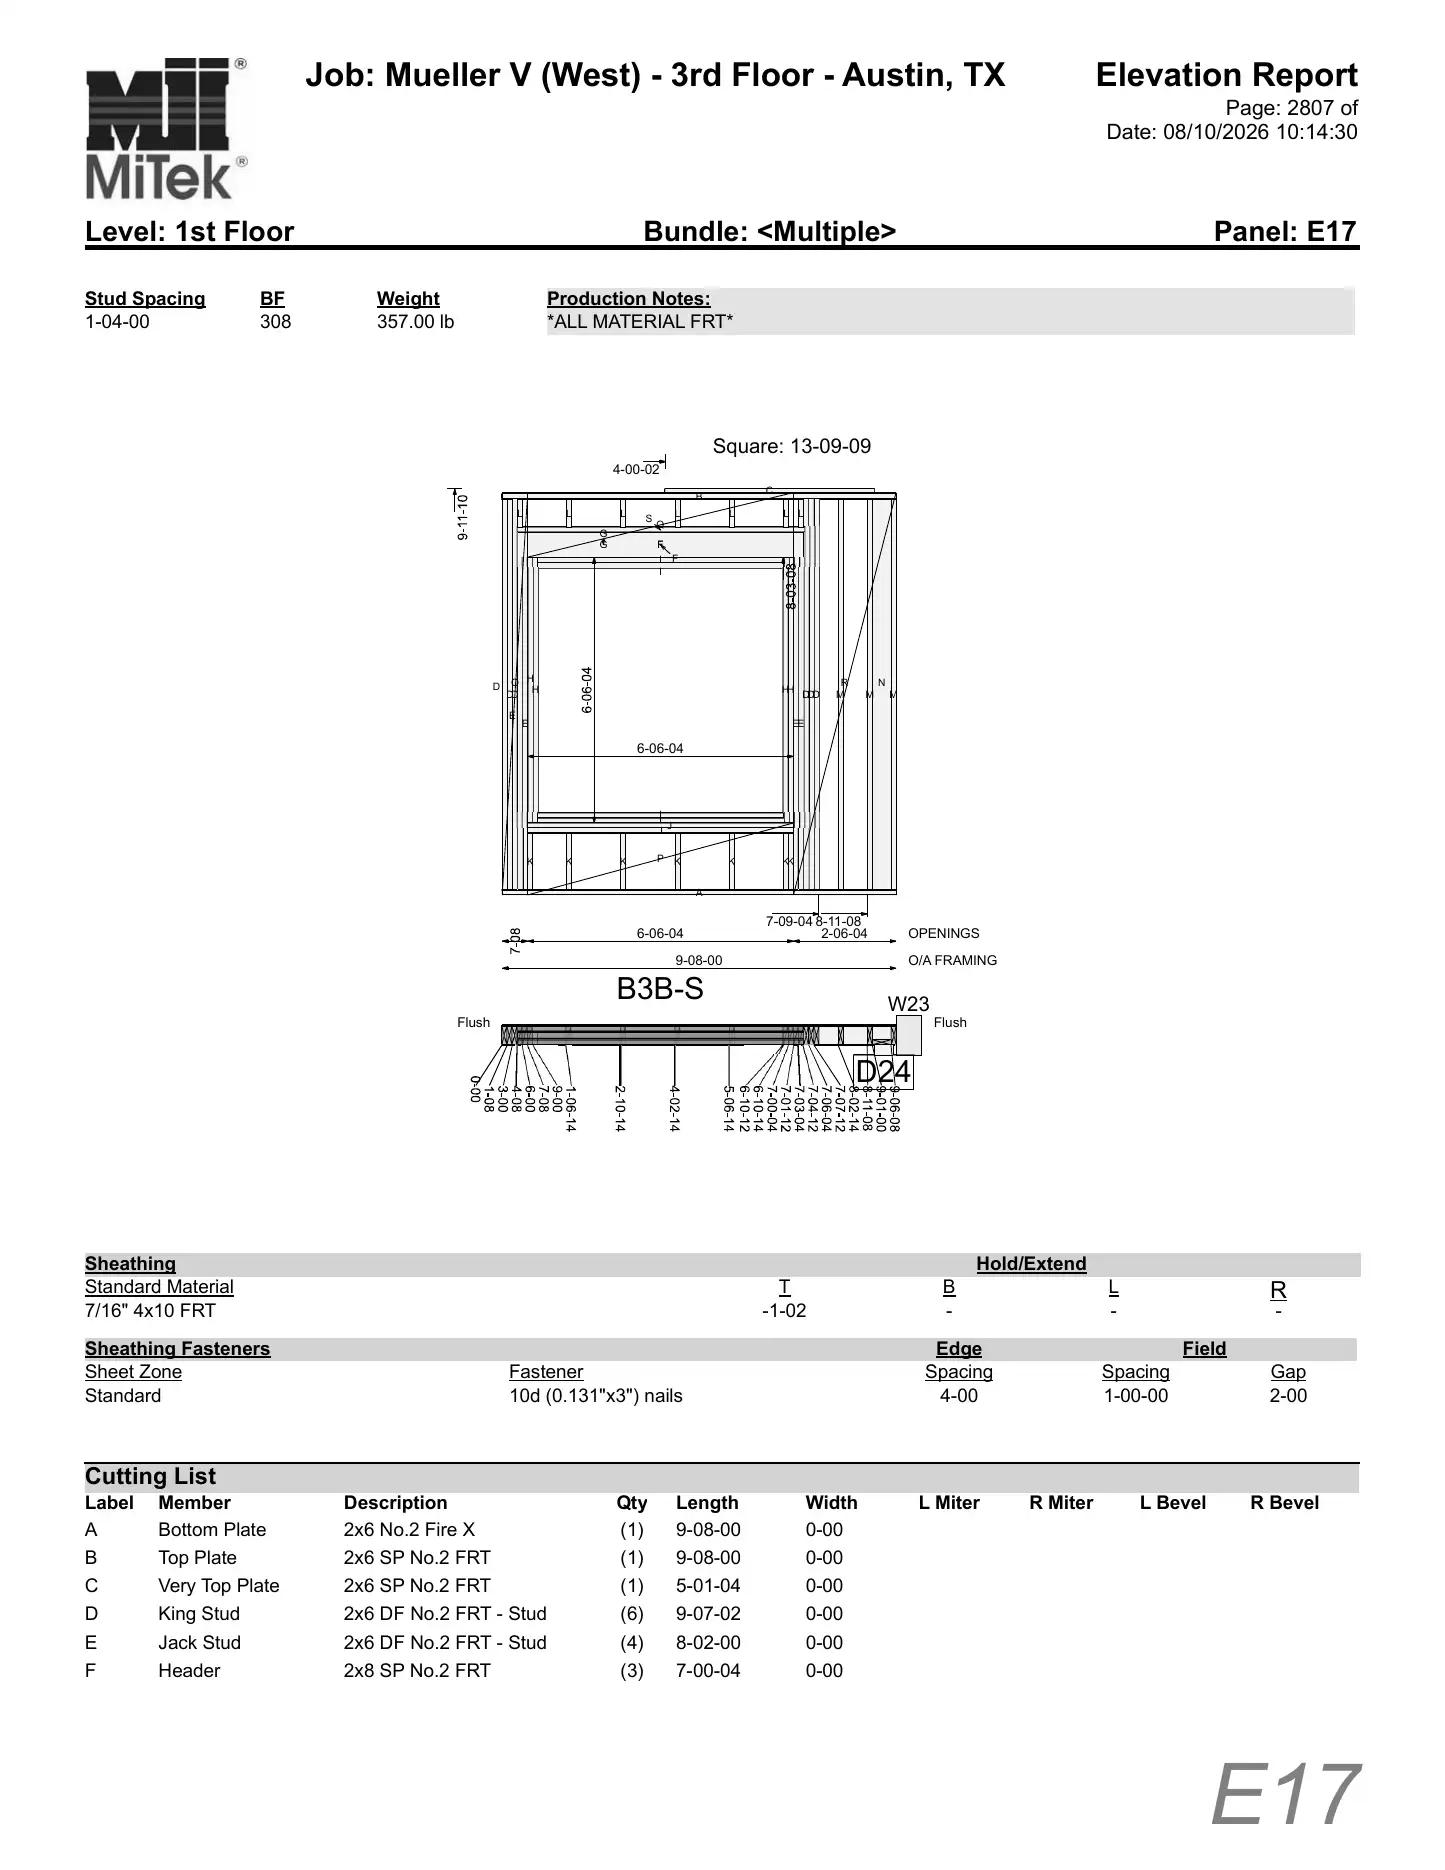 Job: Mueller V (West) - 3rd Floor - Austin, TX
Elevation Report
Page: 2807 of
Date: 08/10/2026 10:14:30
MiTek®
Level: 1st Floor Bundle: <Multiple> Panel: E17
Stud Spacing BF Weight Production Notes:
1-04-00 308 357.00 lb *ALL MATERIAL FRT*
Square: 13-09-09
4-00-02
9-11-10
C
B
L L L L L L
S
O
G
G
F
F
8-03-08
D
H
H
6-06-04
H H
D D D
R
N
M M M
E
6-06-04
J
K K K P K K K K
A
7-09-04 8-11-08
7-08 6-06-04 2-06-04 OPENINGS
9-08-00 O/A FRAMING
B3B-S
W23
Flush Flush
D24
0-00 1-08 3-00 4-08 6-00 7-08 9-00 1-06-14 2-10-14 4-02-14 5-06-14 6-10-12 6-10-14 7-00-04 7-01-12 7-03-04 7-04-12 7-06-04 7-07-12 8-02-14 8-11-08 9-01-00 9-06-08
Sheathing Hold/Extend
Standard Material T B L R
7/16" 4x10 FRT -1-02 - - -
Sheathing Fasteners Edge Field
Sheet Zone Fastener Spacing Spacing Gap
Standard 10d (0.131"x3") nails 4-00 1-00-00 2-00
Cutting List
Label Member Description Qty Length Width L Miter R Miter L Bevel R Bevel
A Bottom Plate 2x6 No.2 Fire X (1) 9-08-00 0-00
B Top Plate 2x6 SP No.2 FRT (1) 9-08-00 0-00
C Very Top Plate 2x6 SP No.2 FRT (1) 5-01-04 0-00
D King Stud 2x6 DF No.2 FRT - Stud (6) 9-07-02 0-00
E Jack Stud 2x6 DF No.2 FRT - Stud (4) 8-02-00 0-00
F Header 2x8 SP No.2 FRT (3) 7-00-04 0-00
E17